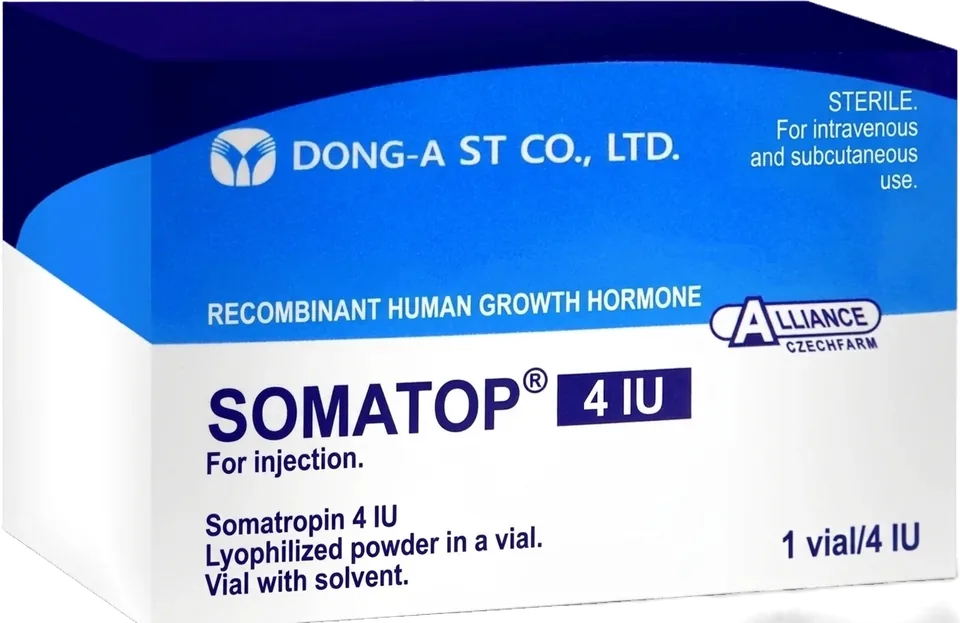 DONG-A ST CO., LTD.
STERILE.
For intravenous
and subcutaneous
use.
RECOMBINANT HUMAN GROWTH HORMONE
ALLIANCE
CZECHFARM
SOMATOP® 4 IU
For injection.
Somatropin 4 IU
Lyophilized powder in a vial.
Vial with solvent.
1 vial/4 IU